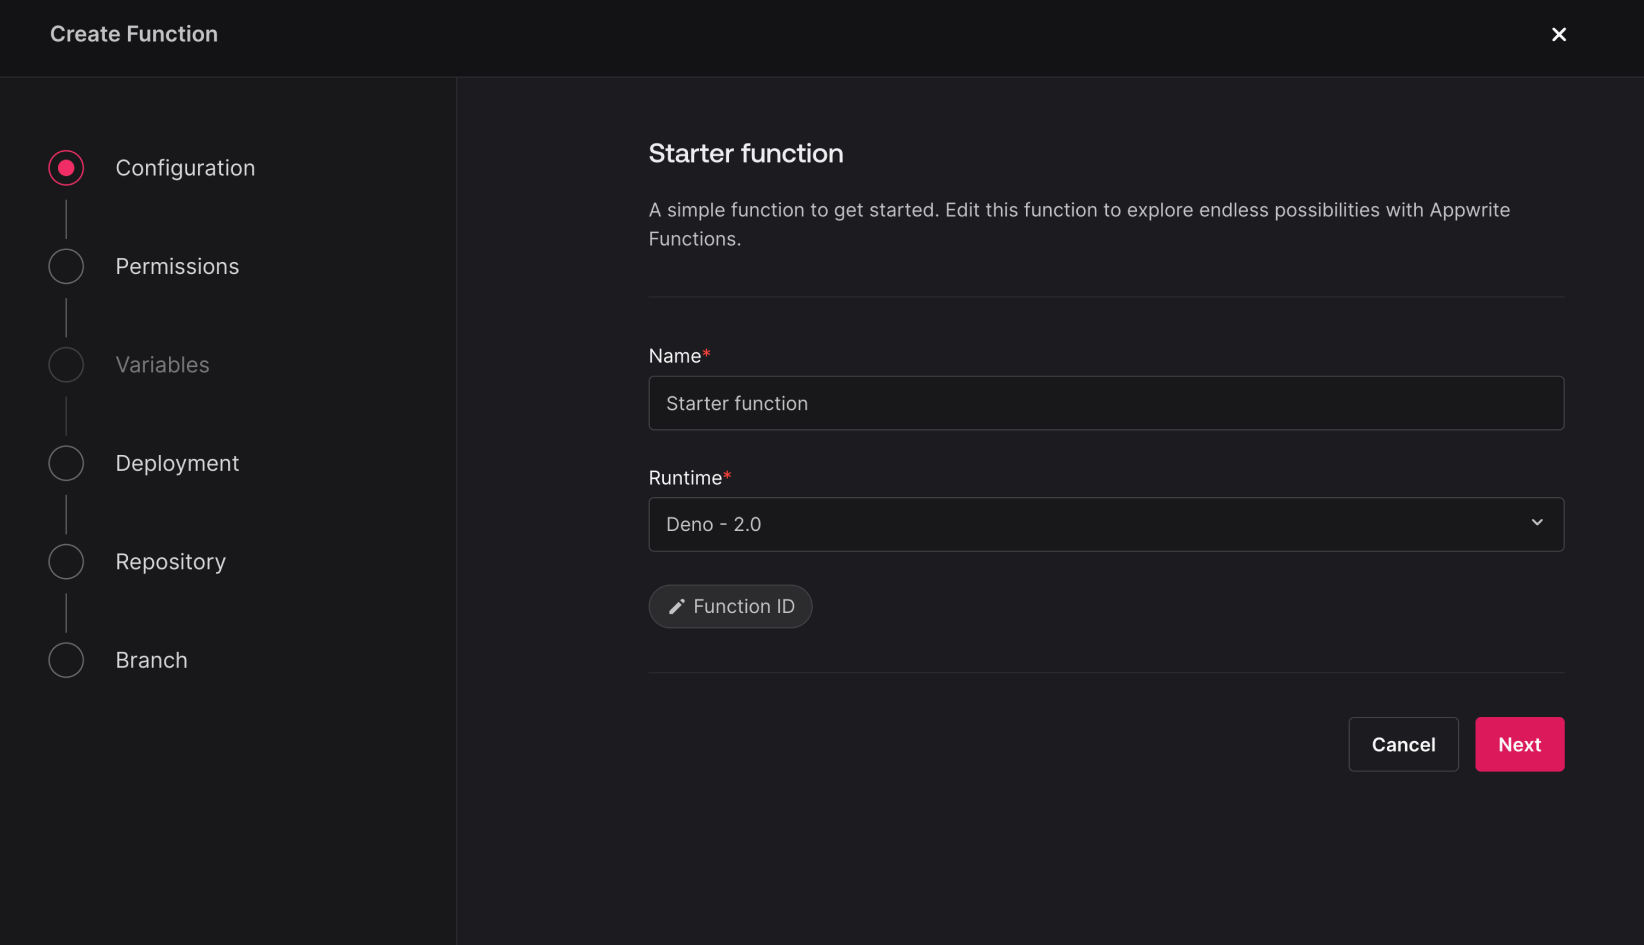 Create Function
Configuration
Permissions
Variables
Deployment
Repository
Branch
Starter function
A simple function to get started. Edit this function to explore endless possibilities with Appwrite
Functions.
Name*
Starter function
Runtime*
Deno - 2.0
Function ID
Cancel
Next